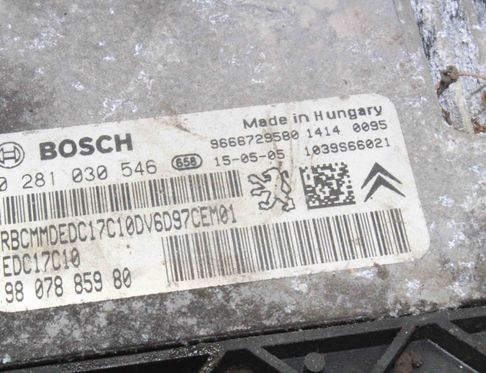 Made in Hungary
BOSCH
9666729580 1414 0095
0 281 030 546 658 15-05-05 1039S66021
RBCMMDEDC17C10DV6D97CEM01
EDC17C10
98 078 859 80